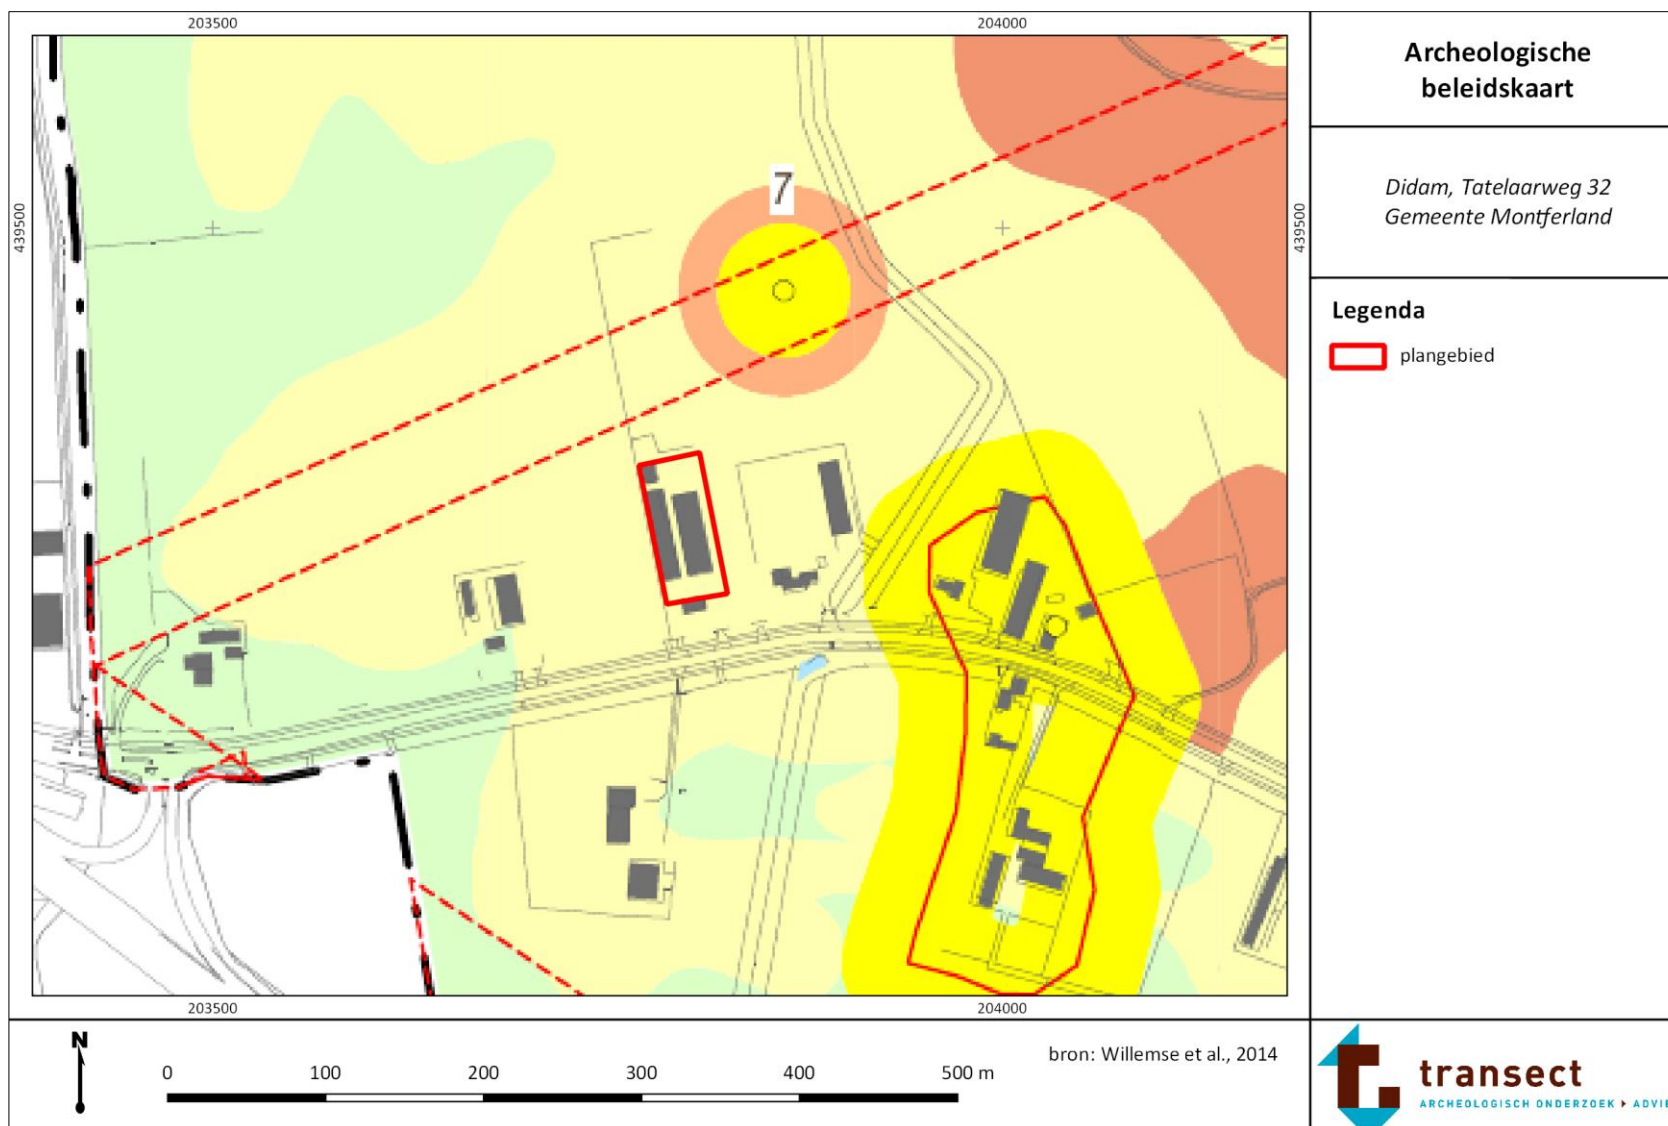 203500
204000
439500
439500
7
203500
204000
Archeologische
beleidskaart
Didam, Tatelaarweg 32
Gemeente Montferland
Legenda
plangebied
N
0
100
200
300
400
500 m
bron: Willemse et al., 2014
transect
ARCHEOLOGISCH ONDERZOEK ADVIE